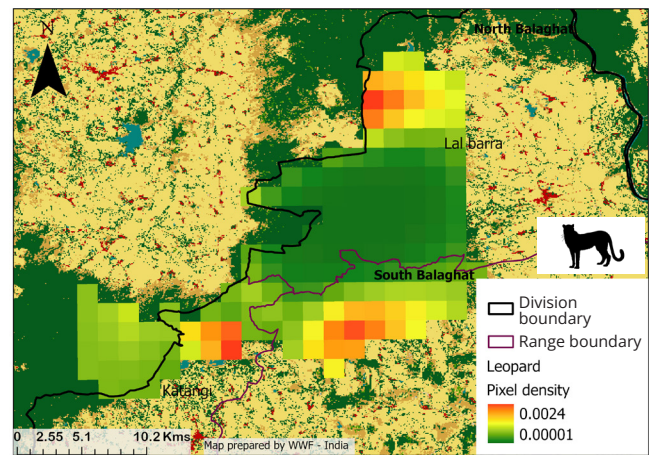 N
North Balaghat
Lal barra
South Balaghat
Katangi
Division
boundary
Range boundary
Leopard
Pixel density
0.0024
0.00001
0 2.55 5.1 10.2 Kms
Map prepared by WWF - India